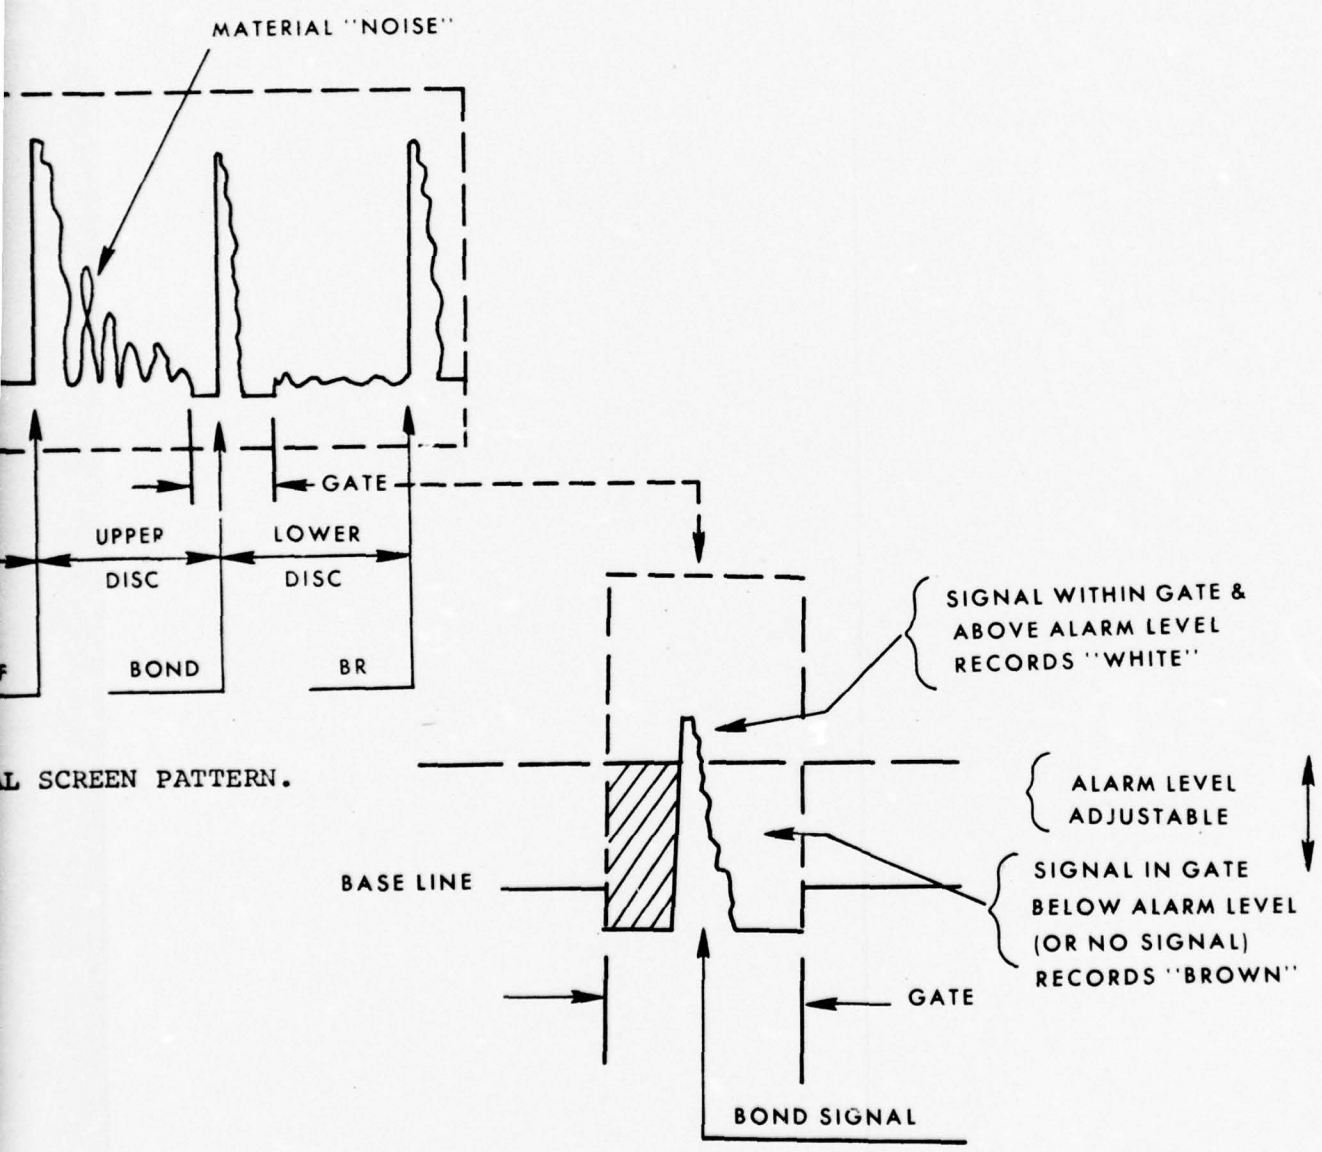 MATERIAL "NOISE"
GATE
UPPER
DISC
LOWER
DISC
F
BOND
BR
L SCREEN PATTERN.
SIGNAL WITHIN GATE &
ABOVE ALARM LEVEL
RECORDS "WHITE"
ALARM LEVEL
ADJUSTABLE
BASE LINE
SIGNAL IN GATE
BELOW ALARM LEVEL
(OR NO SIGNAL)
RECORDS "BROWN"
GATE
BOND SIGNAL